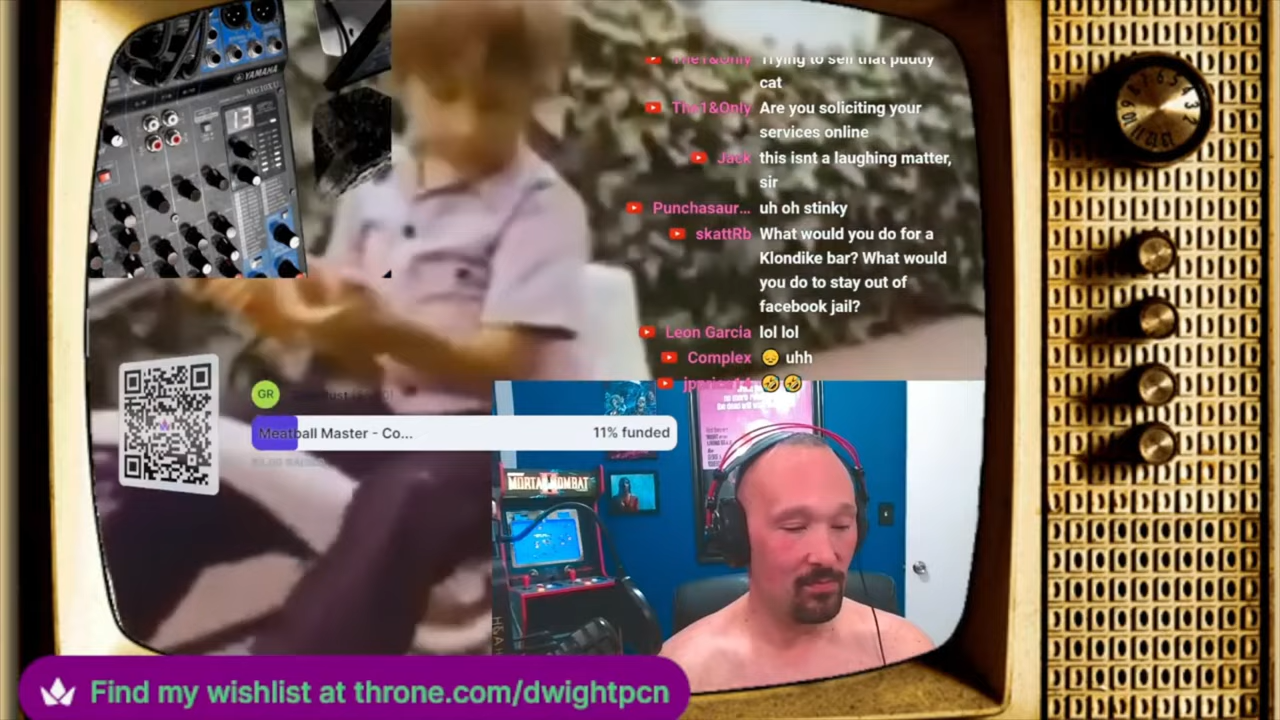 YAMAHA
MG10XU
13
The1&Only Trying to sell that puddy
cat
The1&Only Are you soliciting your
services online
Jack this isnt a laughing matter,
sir
Punchasaur... uh oh stinky
skattRb What would you do for a
Klondike bar? What would
you do to stay out of
facebook jail?
Leon Garcia lol lol
Complex 😞 uhh
🤣🤣
GR
Meatball Master - Co... 11% funded
MORTAL KOMBAT
Find my wishlist at throne.com/dwightpcn